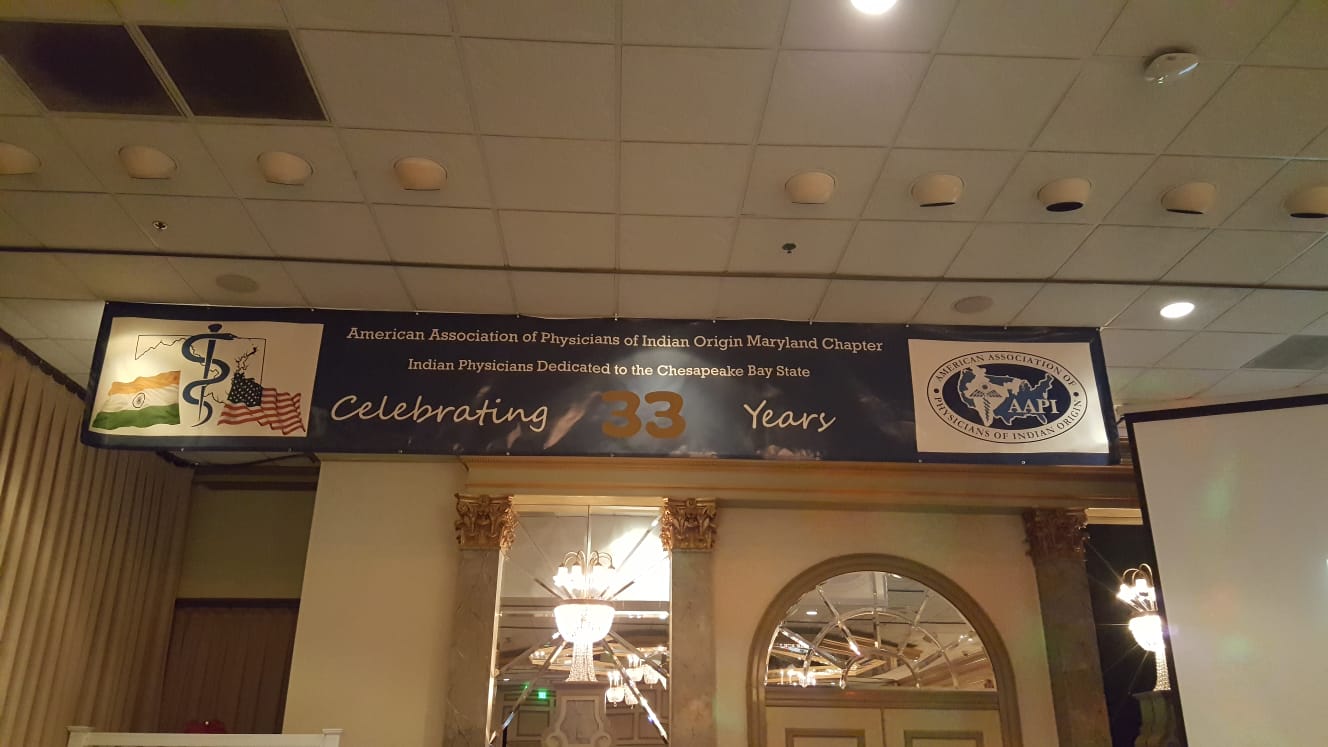 American Association of Physicians of Indian Origin Maryland Chapter
Indian Physicians Dedicated to the Chesapeake Bay State
Celebrating 33 Years
AMERICAN ASSOCIATION OF
AAPI
PHYSICIANS OF INDIAN ORIGIN